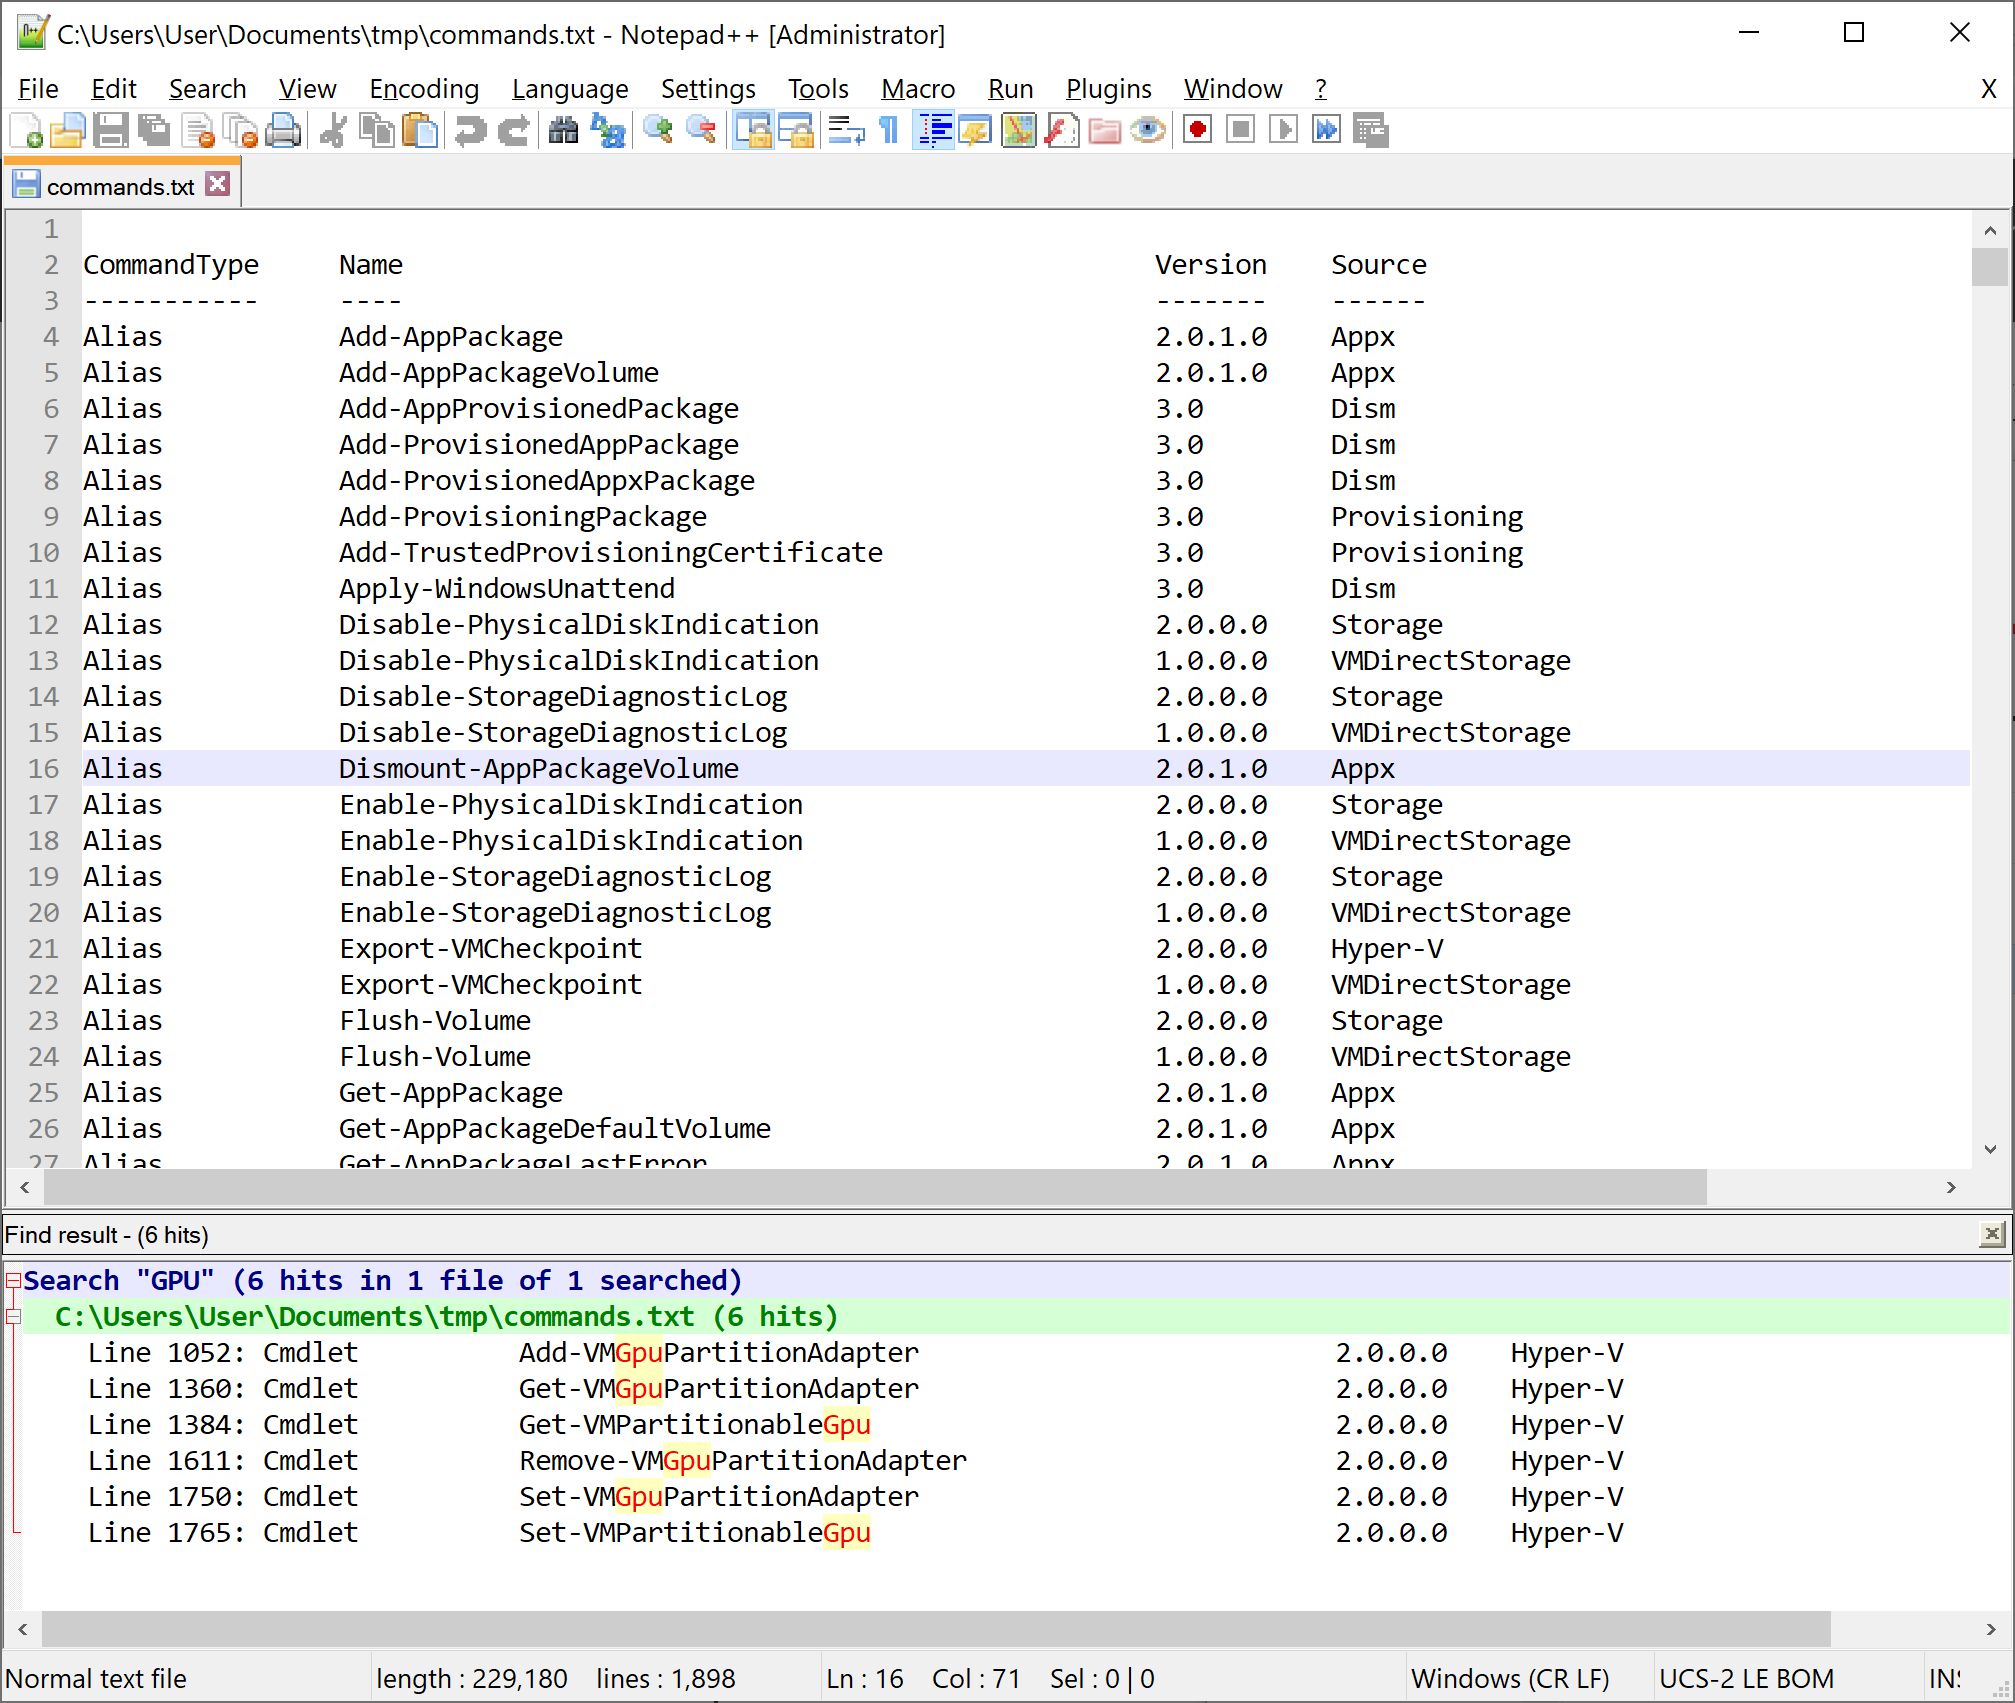 C:\Users\User\Documents\tmp\commands.txt - Notepad++ [Administrator]
File Edit Search View Encoding Language Settings Tools Macro Run Plugins Window ? X
commands.txt
1
2 CommandType Name Version Source
3 ----------- ---- ------- ------
4 Alias Add-AppPackage 2.0.1.0 Appx
5 Alias Add-AppPackageVolume 2.0.1.0 Appx
6 Alias Add-AppProvisionedPackage 3.0 Dism
7 Alias Add-ProvisionedAppPackage 3.0 Dism
8 Alias Add-ProvisionedAppxPackage 3.0 Dism
9 Alias Add-ProvisioningPackage 3.0 Provisioning
10 Alias Add-TrustedProvisioningCertificate 3.0 Provisioning
11 Alias Apply-WindowsUnattend 3.0 Dism
12 Alias Disable-PhysicalDiskIndication 2.0.0.0 Storage
13 Alias Disable-PhysicalDiskIndication 1.0.0.0 VMDirectStorage
14 Alias Disable-StorageDiagnosticLog 2.0.0.0 Storage
15 Alias Disable-StorageDiagnosticLog 1.0.0.0 VMDirectStorage
16 Alias Dismount-AppPackageVolume 2.0.1.0 Appx
17 Alias Enable-PhysicalDiskIndication 2.0.0.0 Storage
18 Alias Enable-PhysicalDiskIndication 1.0.0.0 VMDirectStorage
19 Alias Enable-StorageDiagnosticLog 2.0.0.0 Storage
20 Alias Enable-StorageDiagnosticLog 1.0.0.0 VMDirectStorage
21 Alias Export-VMCheckpoint 2.0.0.0 Hyper-V
22 Alias Export-VMCheckpoint 1.0.0.0 VMDirectStorage
23 Alias Flush-Volume 2.0.0.0 Storage
24 Alias Flush-Volume 1.0.0.0 VMDirectStorage
25 Alias Get-AppPackage 2.0.1.0 Appx
26 Alias Get-AppPackageDefaultVolume 2.0.1.0 Appx
27 Alias Get-AppPackageLastError 2.0.1.0 Appx
Find result - (6 hits)
Search "GPU" (6 hits in 1 file of 1 searched)
C:\Users\User\Documents\tmp\commands.txt (6 hits)
Line 1052: Cmdlet Add-VMGpuPartitionAdapter 2.0.0.0 Hyper-V
Line 1360: Cmdlet Get-VMGpuPartitionAdapter 2.0.0.0 Hyper-V
Line 1384: Cmdlet Get-VMPartitionableGpu 2.0.0.0 Hyper-V
Line 1611: Cmdlet Remove-VMGpuPartitionAdapter 2.0.0.0 Hyper-V
Line 1750: Cmdlet Set-VMGpuPartitionAdapter 2.0.0.0 Hyper-V
Line 1765: Cmdlet Set-VMPartitionableGpu 2.0.0.0 Hyper-V
Normal text file length : 229,180 lines : 1,898 Ln : 16 Col : 71 Sel : 0 | 0 Windows (CR LF) UCS-2 LE BOM INS